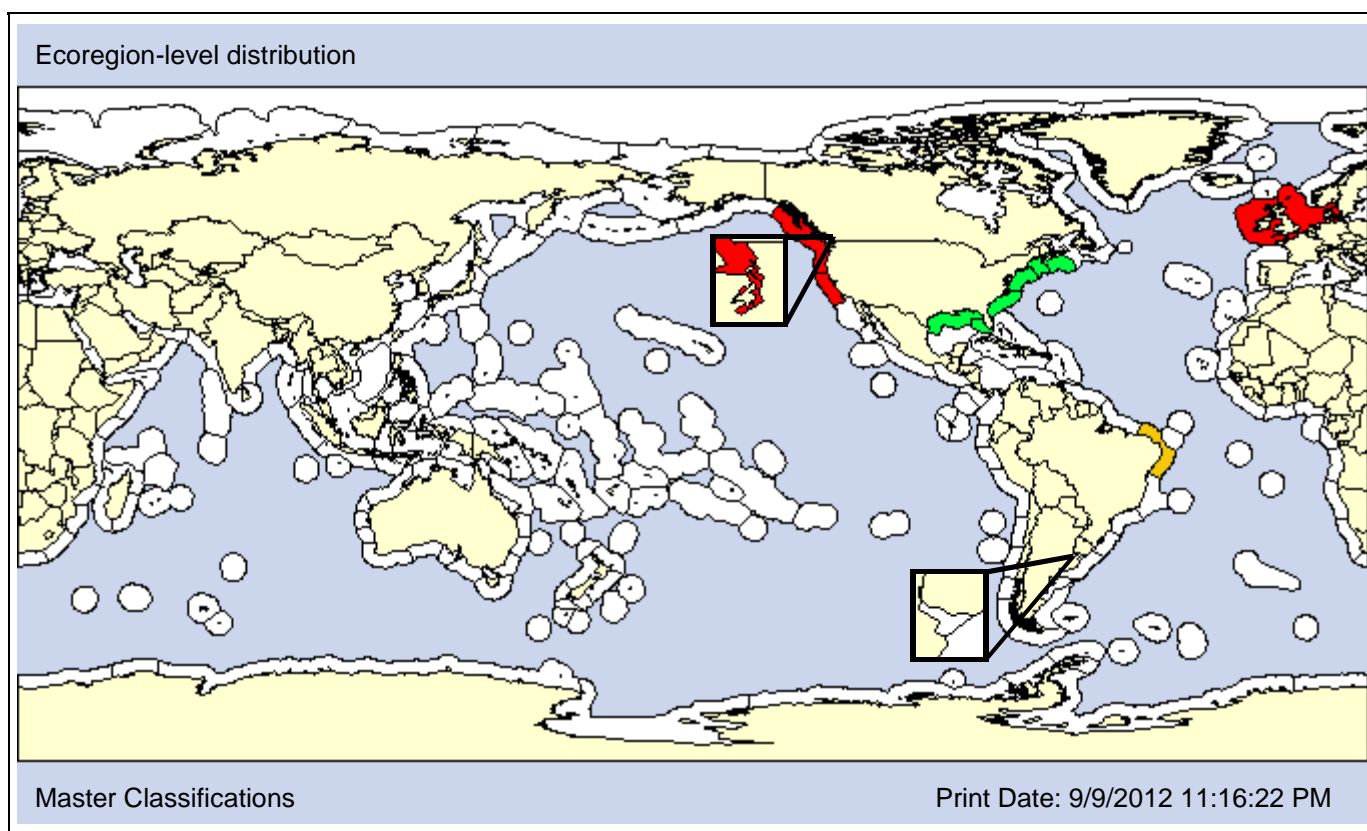 Ecoregion-level distribution
Master Classifications
Print Date: 9/9/2012 11:16:22 PM